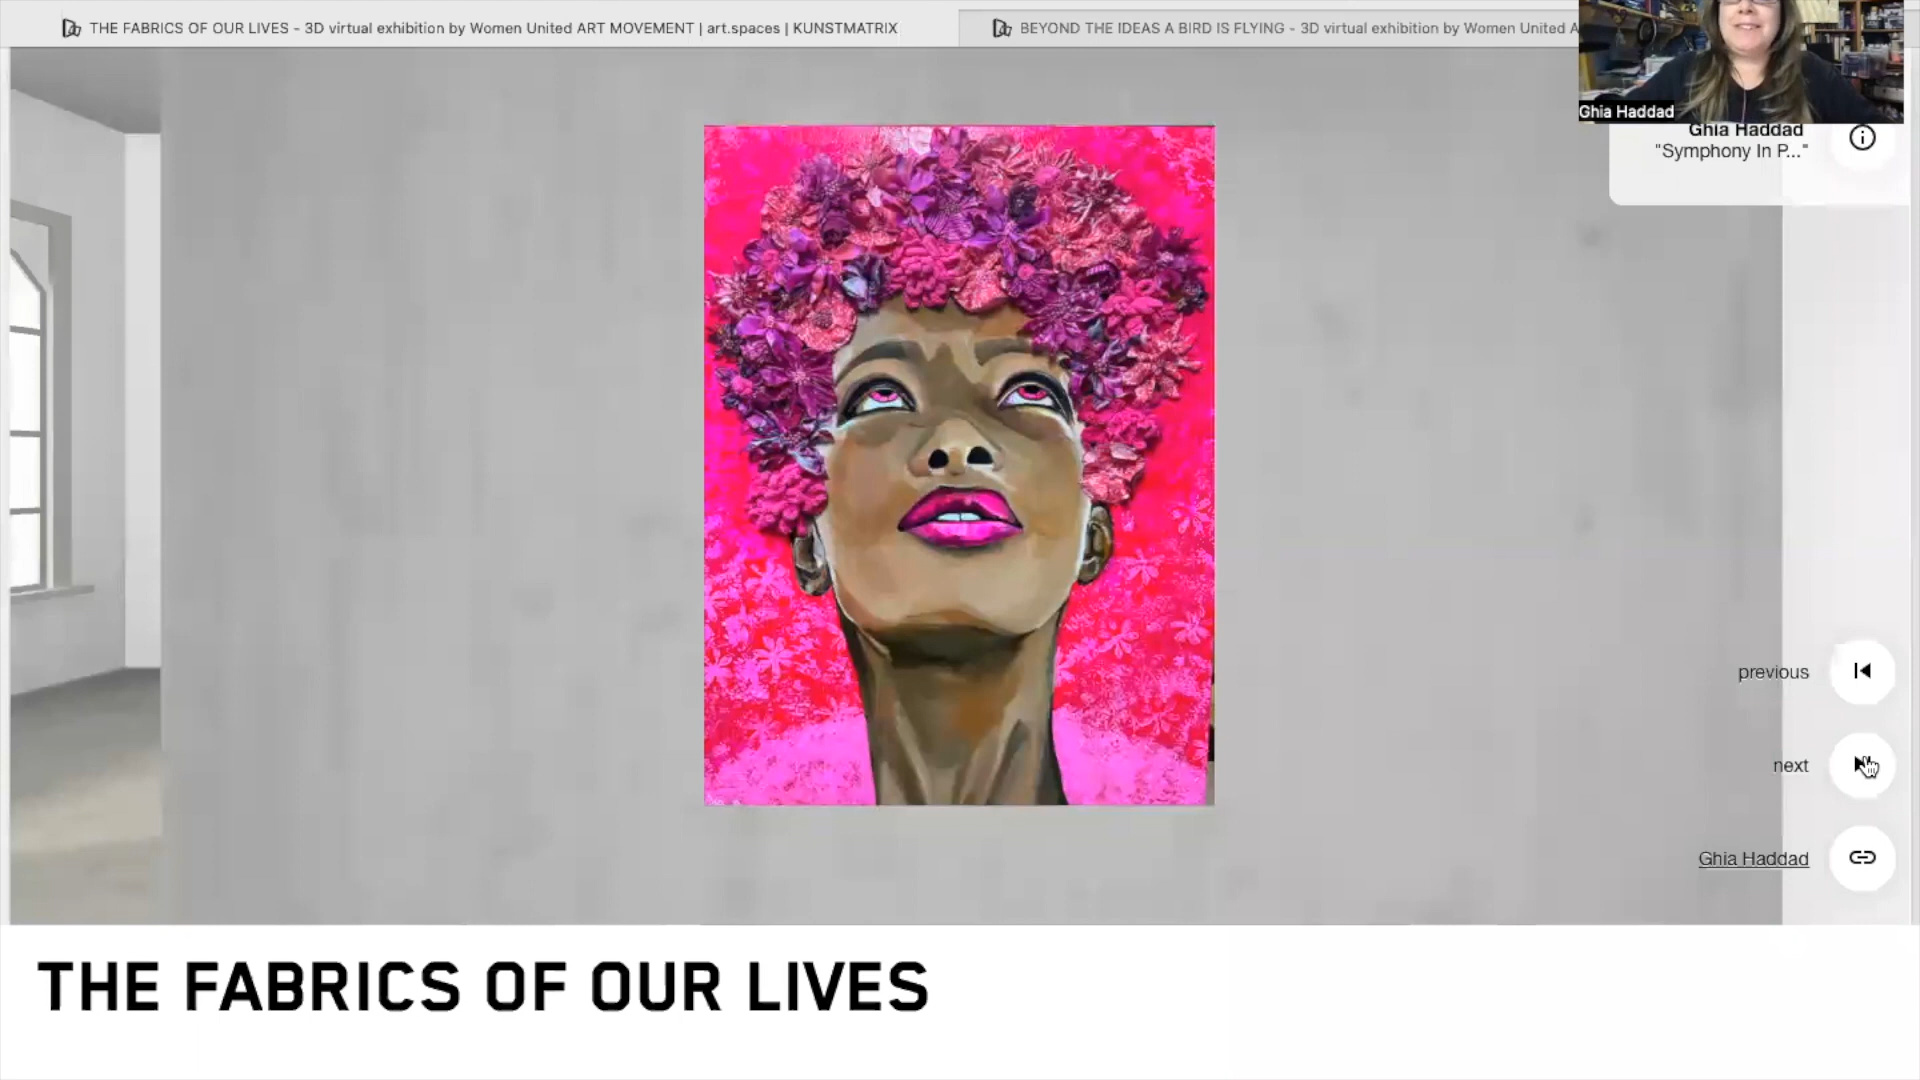 THE FABRICS OF OUR LIVES - 3D virtual exhibition by Women United ART MOVEMENT | art.spaces | KUNSTMATRIX
BEYOND THE IDEAS A BIRD IS FLYING - 3D virtual exhibition by Women United
Ghia Haddad
Ghia Haddad
"Symphony In P..."
previous
next
Ghia Haddad
THE FABRICS OF OUR LIVES